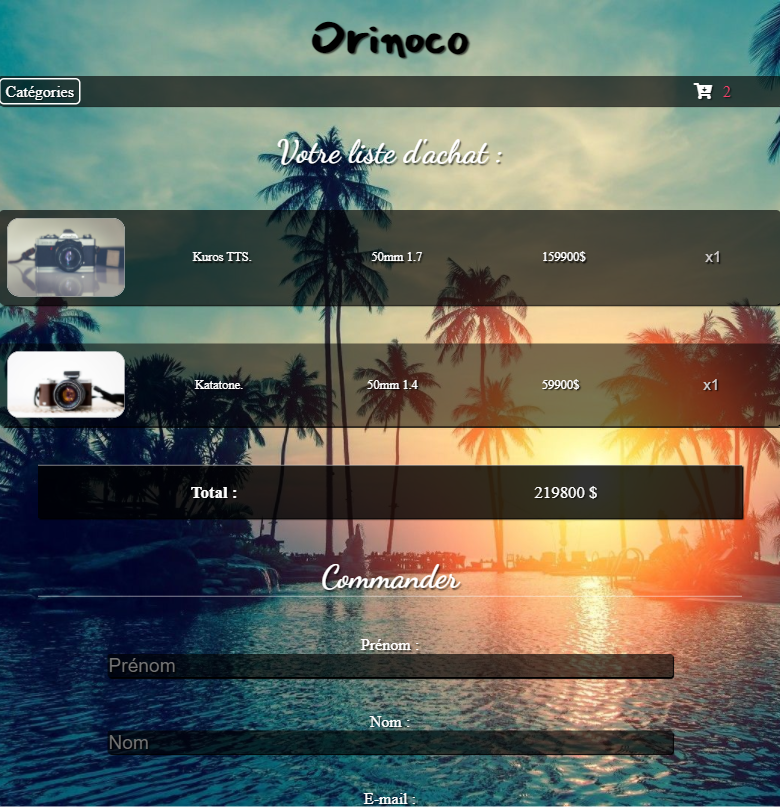 Orinoco
Catégories 2
Votre liste d'achat :
Kuros TTS. 50mm 1.7 159900$ x1
Katatone. 50mm 1.4 59900$ x1
Total : 219800 $
Commander
Prénom :
Prénom
Nom :
Nom
E-mail :